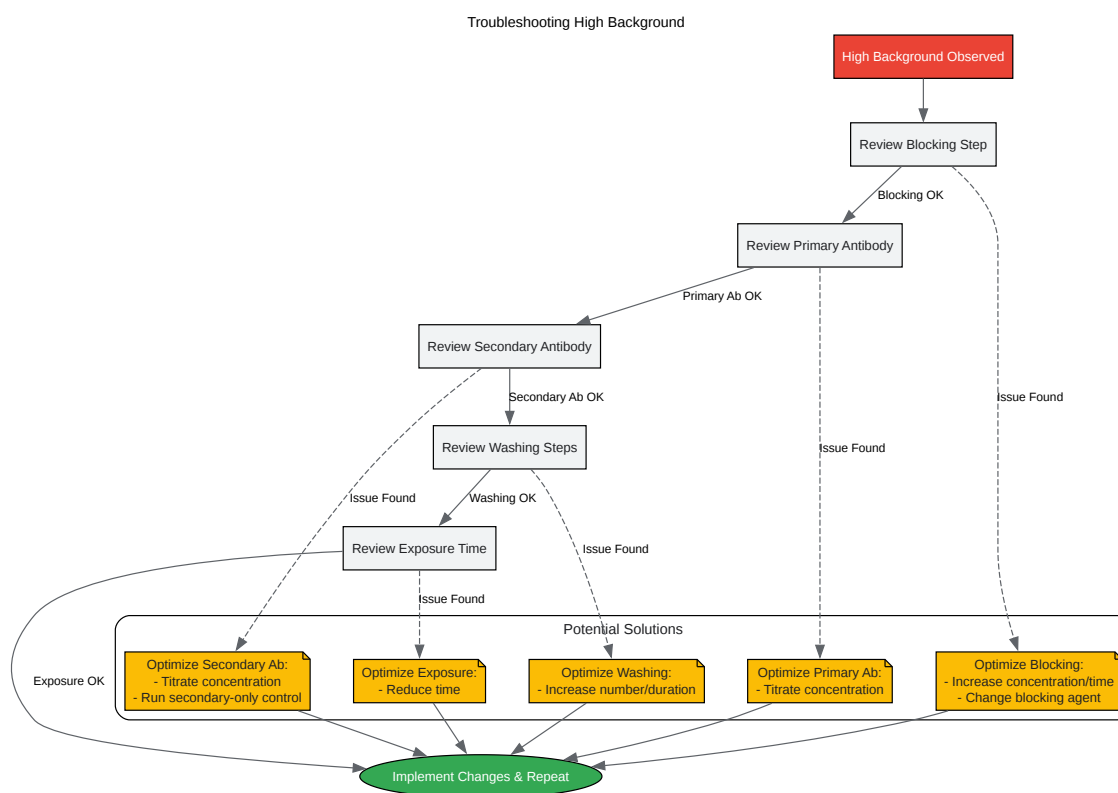 Troubleshooting High Background
High Background Observed
Review Blocking Step
Blocking OK
Review Primary Antibody
Primary Ab OK
Review Secondary Antibody
Secondary Ab OK
Issue Found
Review Washing Steps
Issue Found
Issue Found
Washing OK
Review Exposure Time
Issue Found
Issue Found
Potential Solutions
Exposure OK
Optimize Secondary Ab:
- Titrate concentration
- Run secondary-only control
Optimize Exposure:
- Reduce time
Optimize Washing:
- Increase number/duration
Optimize Primary Ab:
- Titrate concentration
Optimize Blocking:
- Increase concentration/time
- Change blocking agent
Implement Changes & Repeat